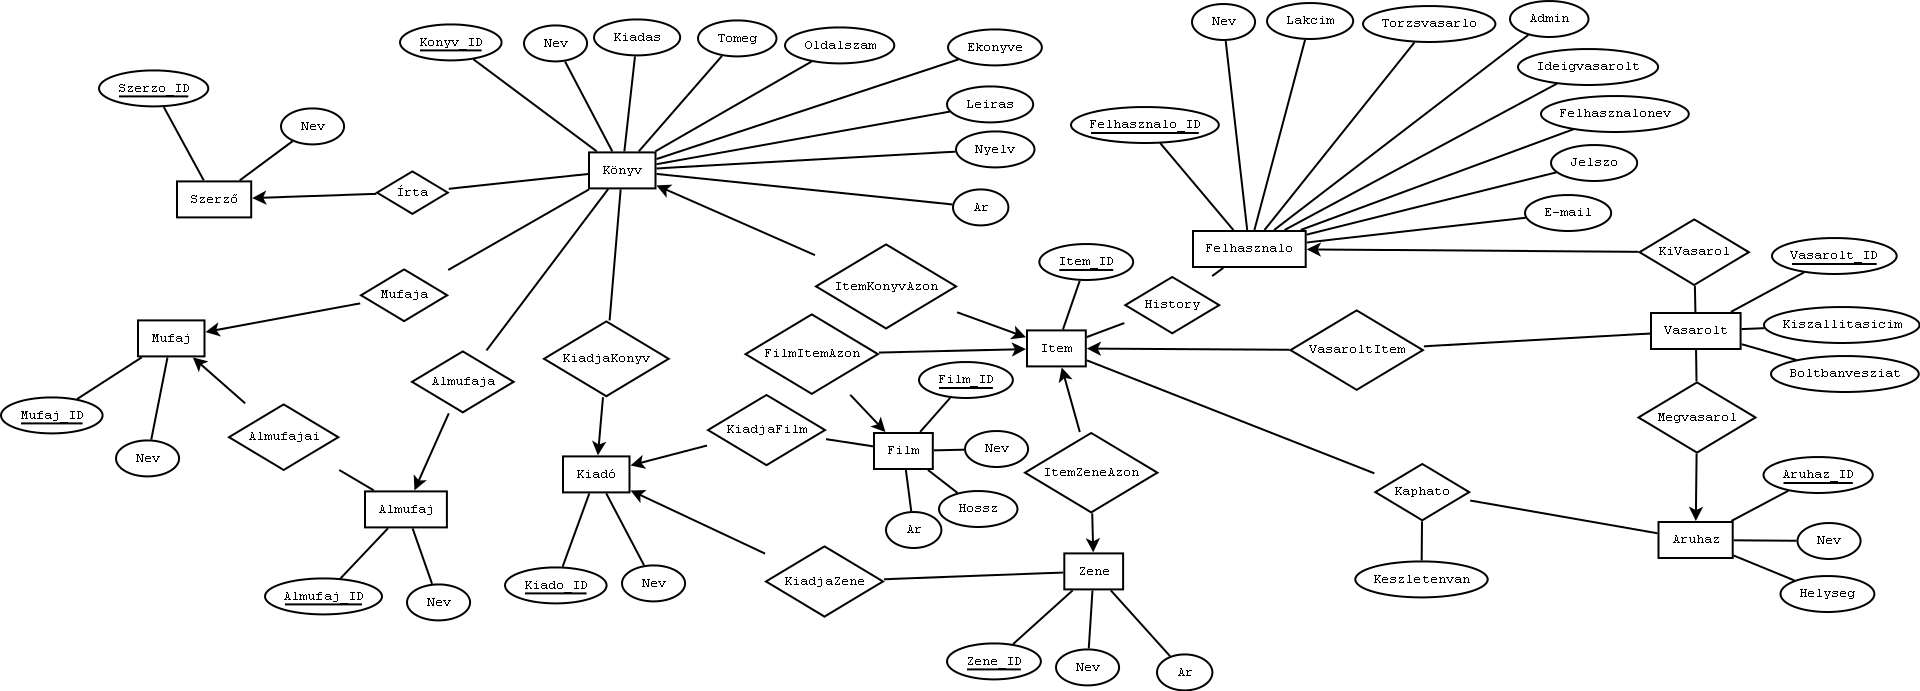 Nev
Lakcim
Torzsvasarlo
Admin
Konyv_ID
Nev
Kiadas
Tomeg
Oldalszam
Ekonyve
Ideigvasarolt
Szerzo_ID
Leiras
Felhasznalonev
Nev
Felhasznalo_ID
Nyelv
Jelszo
Könyv
Írta
Szerző
Ar
E-mail
Felhasznalo
KiVasarol
Vasarolt_ID
Item_ID
ItemKonyvAzon
Mufaja
History
Kiszallitasicim
Vasarolt
Mufaj
KiadjaKonyv
FilmItemAzon
Item
VasaroltItem
Almufaja
Film_ID
Boltbanvesziat
Mufaj_ID
Almufajai
KiadjaFilm
Megvasarol
Nev
Film
Nev
Kiadó
ItemZeneAzon
Aruhaz_ID
Kaphato
Almufaj
Hossz
Ar
Aruhaz
Nev
Zene
Keszletenvan
KiadjaZene
Kiado_ID
Nev
Almufaj_ID
Nev
Helyseg
Zene_ID
Nev
Ar